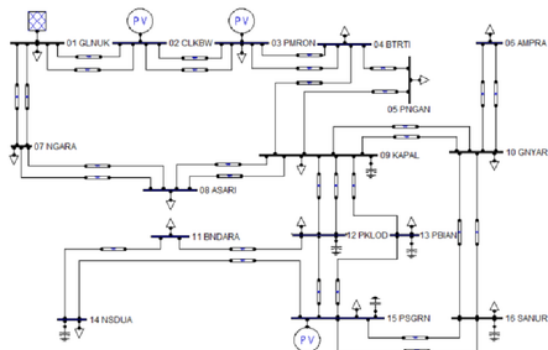 PV
PV
01 GLNUK
02 CLKBW
03 PMRON
04 BTRTI
06 AMPRA
05 PNGAN
07 NGARA
09 KAPAL
10 GNYAR
08 ASARI
11 BNDARA
12 PKLOD
13 PBIAN
14 NSDUA
15 PSGRN
16 SANUR
PV